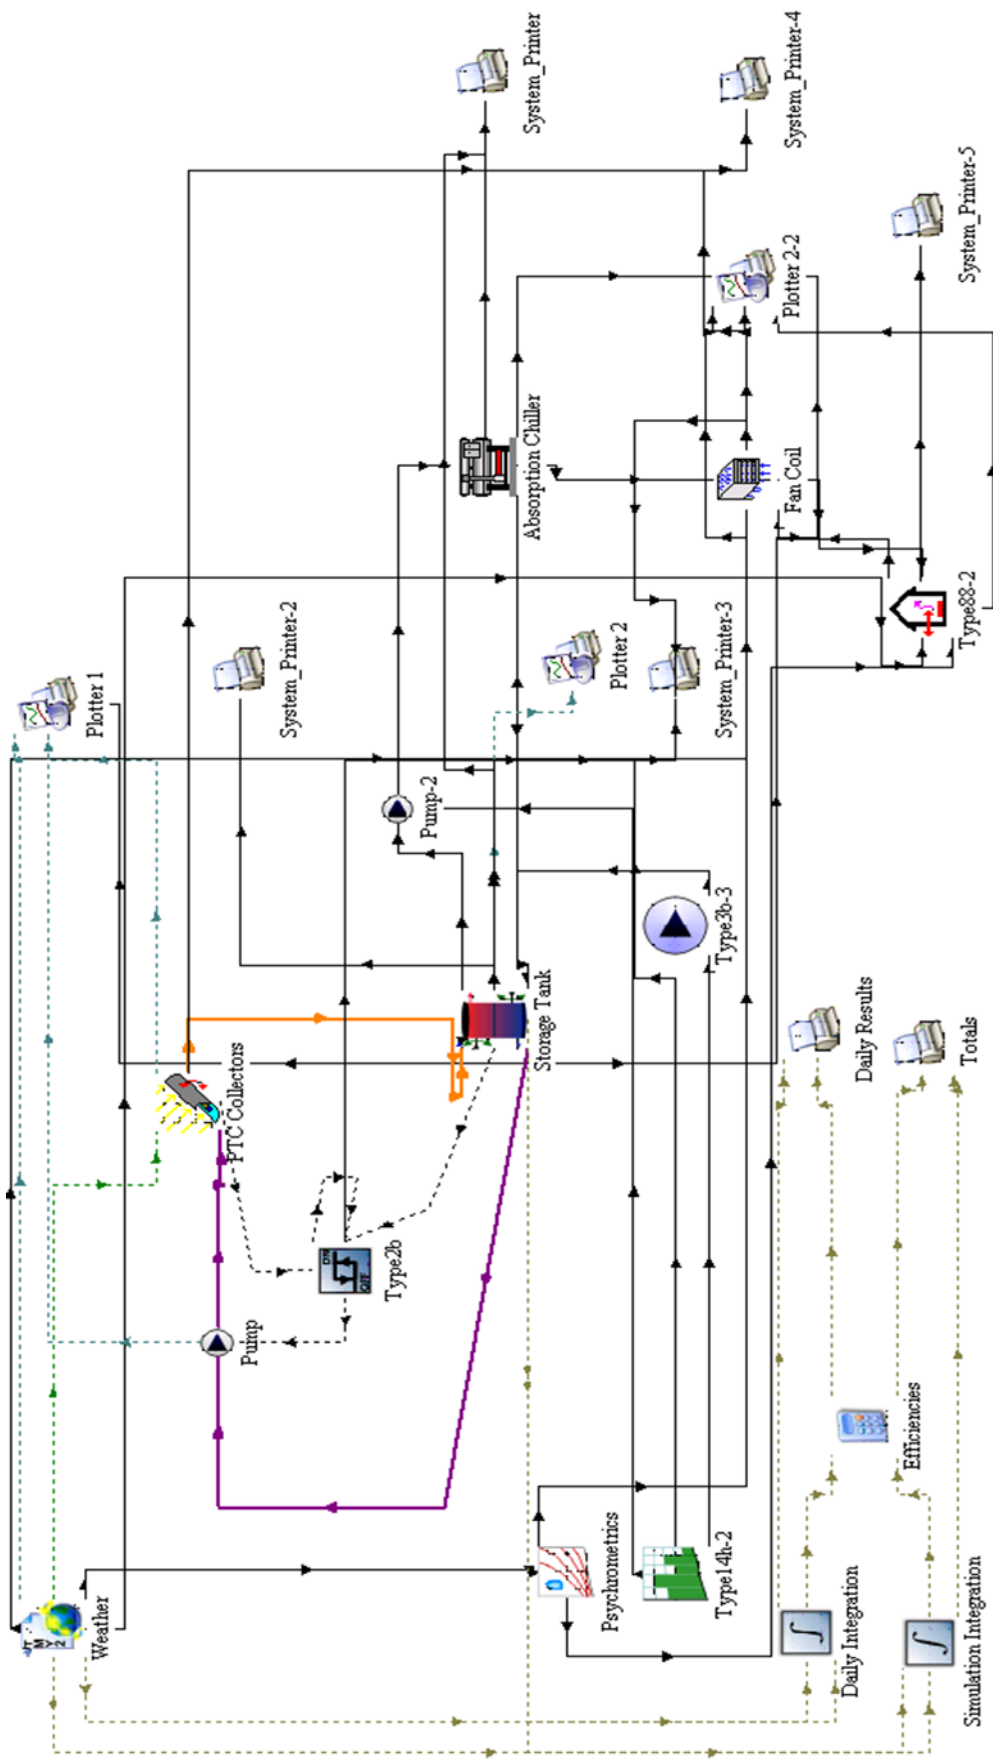 Weather
Plotter 1
PTC Collectors
Pump
Type2b
ON
OFF
System_Printer-2
Pump-2
Storage Tank
Absorption Chiller
System_Printer
Plotter 2
System_Printer-3
Psychrometrics
Type14h-2
Type3b-3
Fan Coil
Plotter 2-2
System_Printer-4
Type88-2
System_Printer-5
Daily Integration
Simulation Integration
Efficiencies
Daily Results
Totals